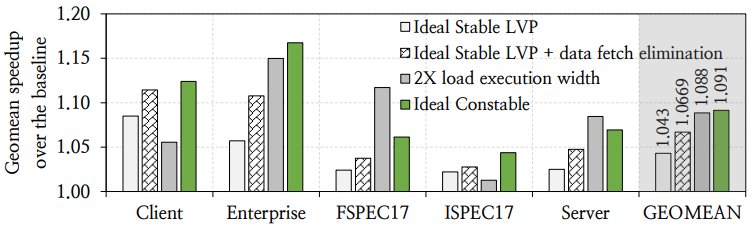 Geomean speedup
over the baseline
1.20
1.15
1.10
1.05
1.00
Ideal Stable LVP
Ideal Stable LVP + data fetch elimination
2X load execution width
Ideal Constable
1.043
1.0669
1.088
1.091
Client
Enterprise
FSPEC17
ISPEC17
Server
GEOMEAN